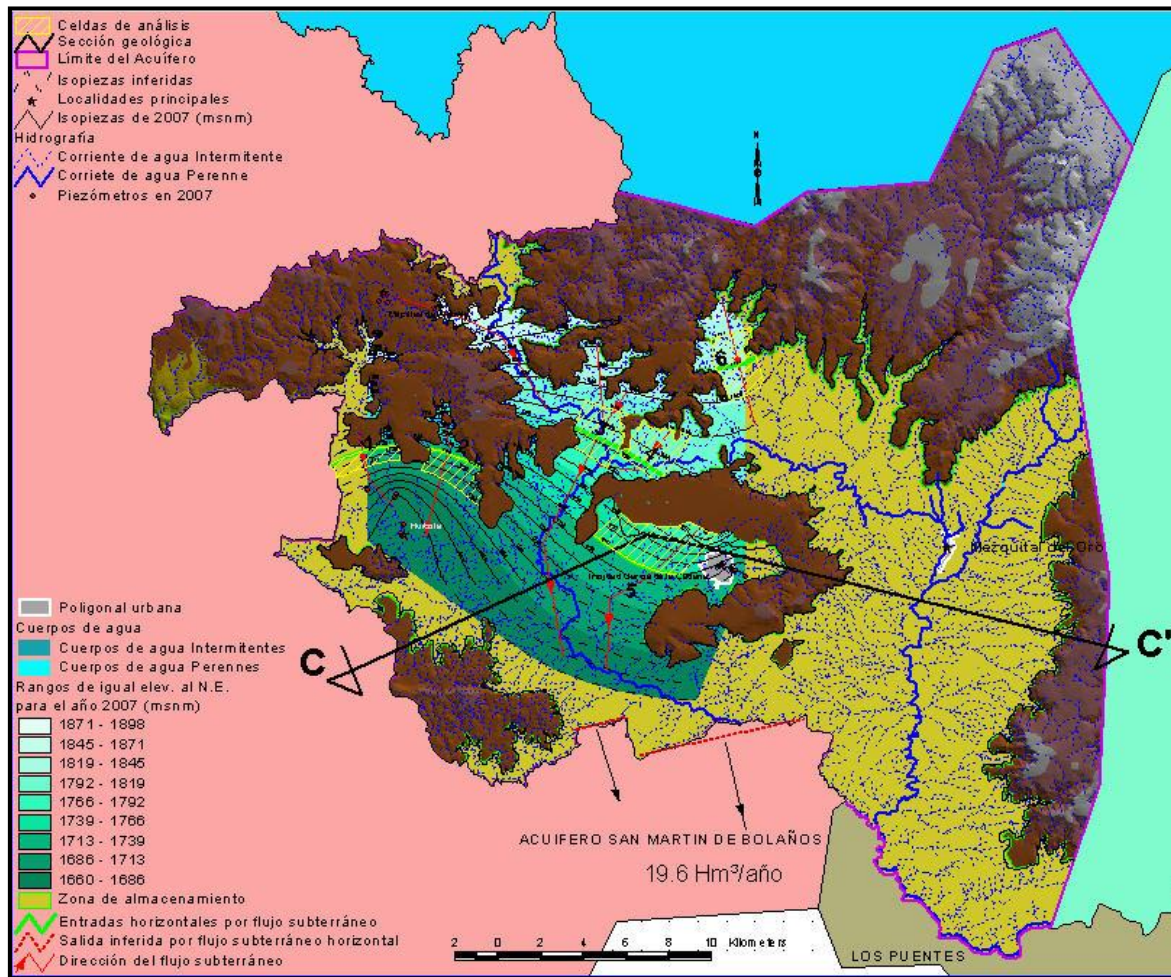 Celdas de análisis
Sección geológica
Límite del Acuífero
Isopiezas inferidas
Localidades principales
Isopiezas de 2007 (msnm)
Hidrografía
Corriente de agua Intermitente
Corriete de agua Perenne
Piezómetros en 2007
N
6
1
2
5
Mezquital del Oro
C
C'
Poligonal urbana
Cuerpos de agua
Cuerpos de agua Intermitentes
Cuerpos de agua Perennes
Rangos de igual elev. al N.E.
para el año 2007 (msnm)
1871 - 1898
1845 - 1871
1819 - 1845
1792 - 1819
1766 - 1792
1739 - 1766
1713 - 1739
1686 - 1713
1660 - 1686
Zona de almacenamiento
Entradas horizontales por flujo subterráneo
Salida inferida por flujo subterráneo horizontal
Dirección del flujo subterráneo
ACUIFERO SAN MARTIN DE BOLAÑOS
19.6 Hm³/año
2 0 2 4 6 8 10 Kilometers
LOS PUENTES